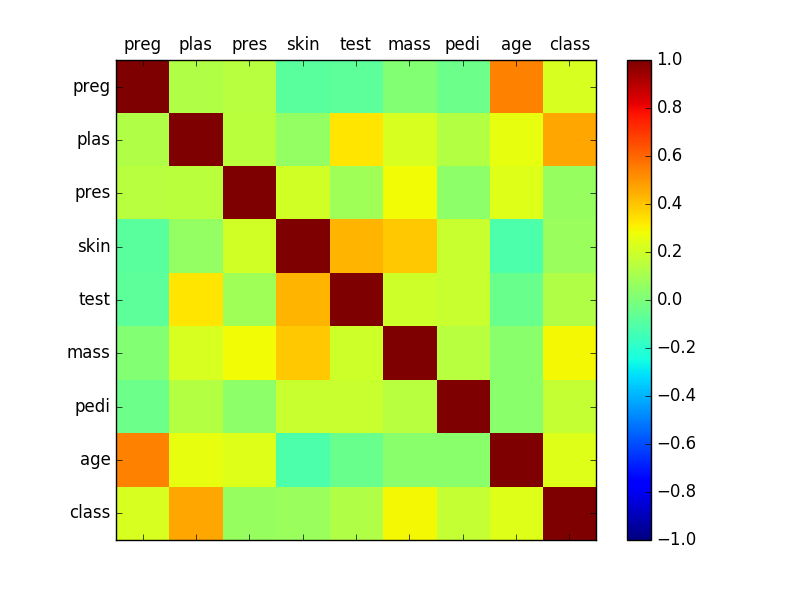 preg plas pres skin test mass pedi age class
preg
plas
pres
skin
test
mass
pedi
age
class
1.0
0.8
0.6
0.4
0.2
0.0
−0.2
−0.4
−0.6
−0.8
−1.0